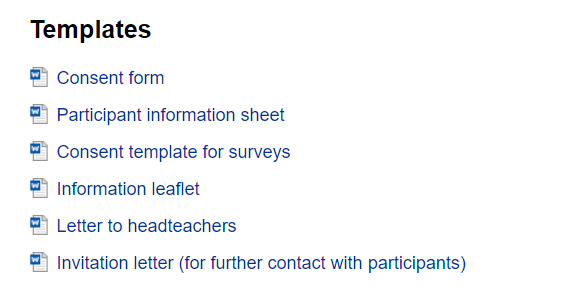 Templates
Consent form
Participant information sheet
Consent template for surveys
Information leaflet
Letter to headteachers
Invitation letter (for further contact with participants)